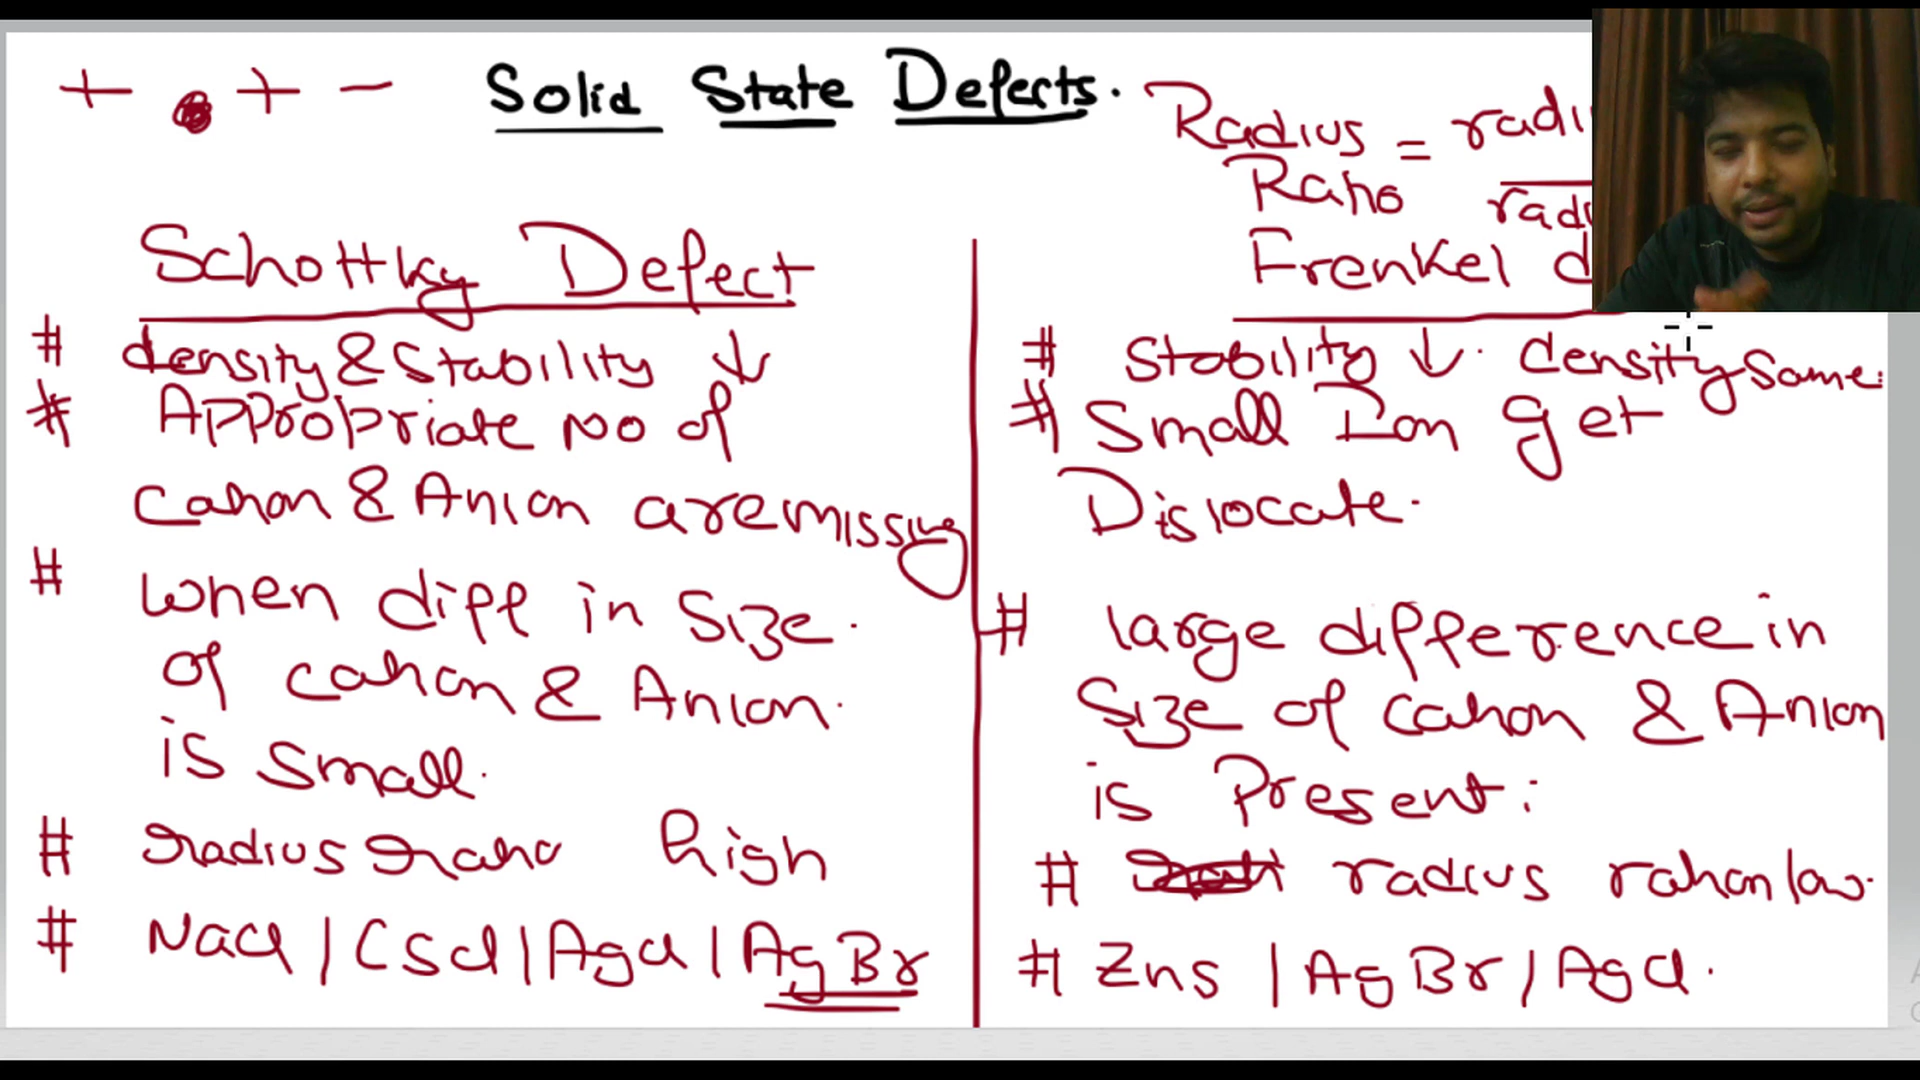 + + - Solid State Defects.
Radius = radi
Ratio rad
Schottky Defect
# density & Stability ↓
# Appropriate No of
Cation & Anion are missing
# when diff in Size
of cation & Anion
is small.
# radius ratio high
# NaCl | CsCl | AgCl | AgBr
Frenkel d
# Stability ↓ density same
# Small Ion get
Dislocate.
# large difference in
Size of cation & Anion
is Present:
# radius ration low
# Zns | AgBr | AgCl.